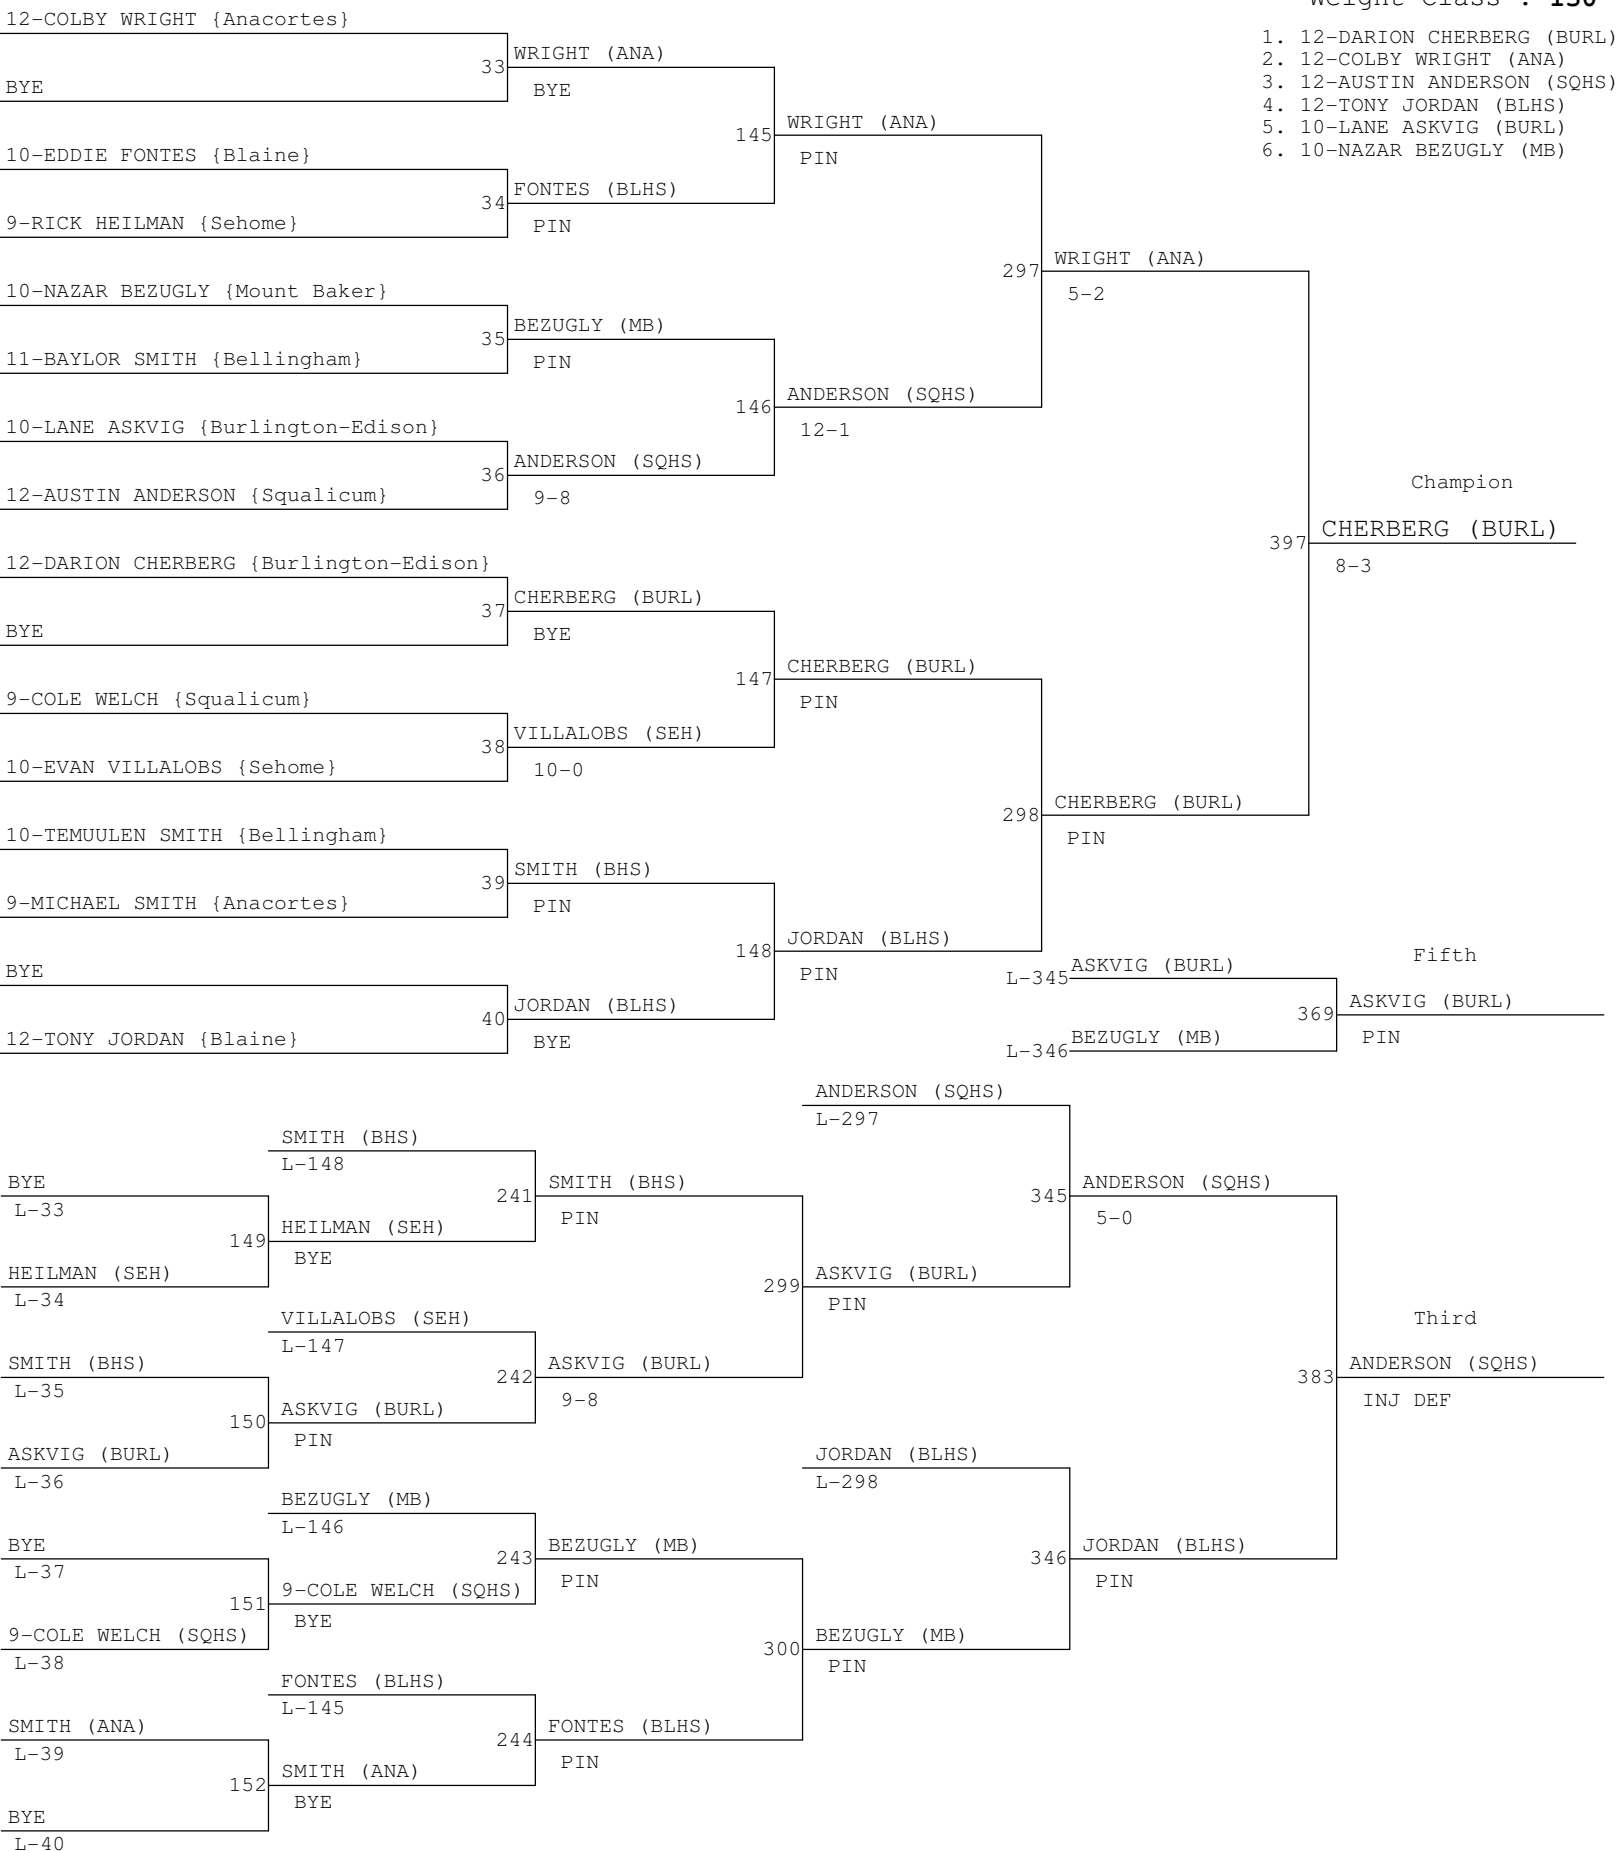 Weight Class : 130
1. 12-DARION CHERBERG (BURL)
2. 12-COLBY WRIGHT (ANA)
3. 12-AUSTIN ANDERSON (SQHS)
4. 12-TONY JORDAN (BLHS)
5. 10-LANE ASKVIG (BURL)
6. 10-NAZAR BEZUGLY (MB)
12-COLBY WRIGHT {Anacortes}
BYE
10-EDDIE FONTES {Blaine}
9-RICK HEILMAN {Sehome}
10-NAZAR BEZUGLY {Mount Baker}
11-BAYLOR SMITH {Bellingham}
10-LANE ASKVIG {Burlington-Edison}
12-AUSTIN ANDERSON {Squalicum}
12-DARION CHERBERG {Burlington-Edison}
BYE
9-COLE WELCH {Squalicum}
10-EVAN VILLALOBS {Sehome}
10-TEMUULEN SMITH {Bellingham}
9-MICHAEL SMITH {Anacortes}
BYE
12-TONY JORDAN {Blaine}
33
WRIGHT (ANA)
BYE
34
FONTES (BLHS)
PIN
35
BEZUGLY (MB)
PIN
36
ANDERSON (SQHS)
9-8
37
CHERBERG (BURL)
BYE
38
VILLALOBS (SEH)
10-0
39
SMITH (BHS)
PIN
40
JORDAN (BLHS)
BYE
145
WRIGHT (ANA)
PIN
146
ANDERSON (SQHS)
12-1
147
CHERBERG (BURL)
PIN
148
JORDAN (BLHS)
PIN
297
WRIGHT (ANA)
5-2
298
CHERBERG (BURL)
PIN
Champion
397
CHERBERG (BURL)
8-3
Fifth
L-345
ASKVIG (BURL)
L-346
BEZUGLY (MB)
369
ASKVIG (BURL)
PIN
BYE
L-33
HEILMAN (SEH)
L-34
SMITH (BHS)
L-35
ASKVIG (BURL)
L-36
BYE
L-37
9-COLE WELCH (SQHS)
L-38
SMITH (ANA)
L-39
BYE
L-40
SMITH (BHS)
L-148
149
HEILMAN (SEH)
BYE
VILLALOBS (SEH)
L-147
150
ASKVIG (BURL)
PIN
BEZUGLY (MB)
L-146
151
9-COLE WELCH (SQHS)
BYE
FONTES (BLHS)
L-145
152
SMITH (ANA)
BYE
241
SMITH (BHS)
PIN
242
ASKVIG (BURL)
9-8
243
BEZUGLY (MB)
PIN
244
FONTES (BLHS)
PIN
ANDERSON (SQHS)
L-297
299
ASKVIG (BURL)
PIN
JORDAN (BLHS)
L-298
300
BEZUGLY (MB)
PIN
345
ANDERSON (SQHS)
5-0
346
JORDAN (BLHS)
PIN
Third
383
ANDERSON (SQHS)
INJ DEF